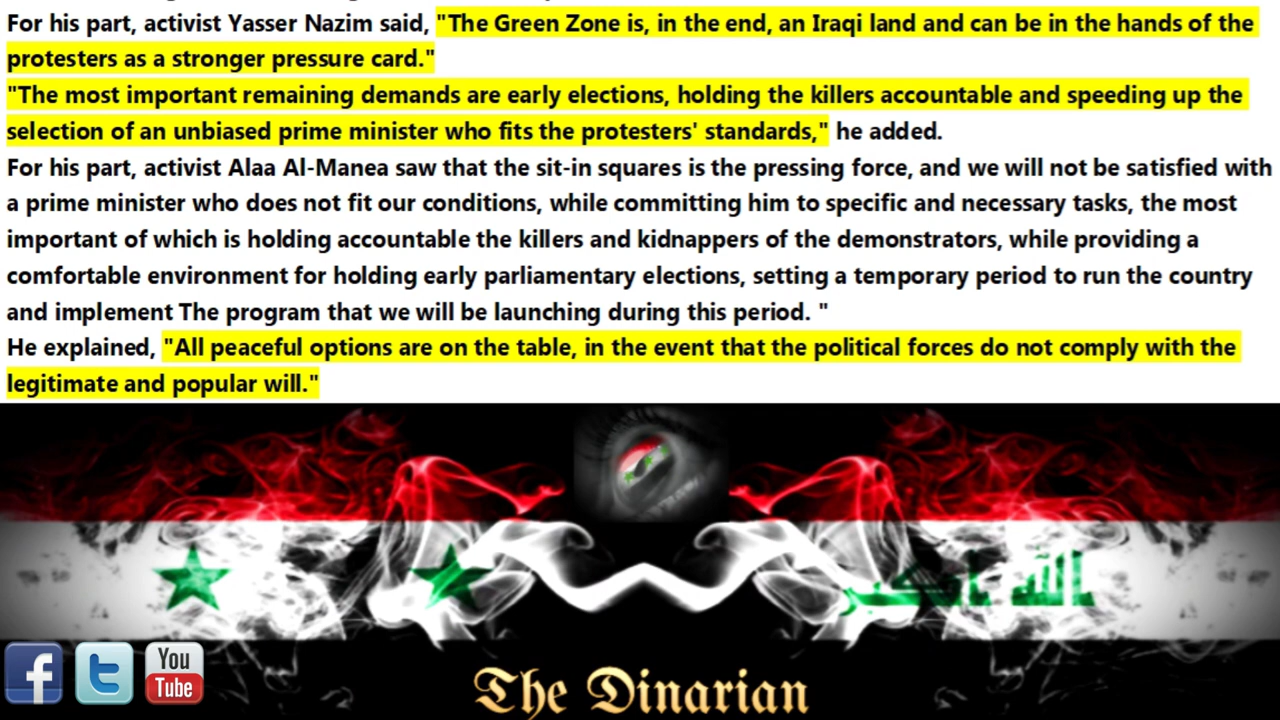 For his part, activist Yasser Nazim said, "The Green Zone is, in the end, an Iraqi land and can be in the hands of the
protesters as a stronger pressure card."
"The most important remaining demands are early elections, holding the killers accountable and speeding up the
selection of an unbiased prime minister who fits the protesters' standards," he added.
For his part, activist Alaa Al-Manea saw that the sit-in squares is the pressing force, and we will not be satisfied with
a prime minister who does not fit our conditions, while committing him to specific and necessary tasks, the most
important of which is holding accountable the killers and kidnappers of the demonstrators, while providing a
comfortable environment for holding early parliamentary elections, setting a temporary period to run the country
and implement The program that we will be launching during this period. "
He explained, "All peaceful options are on the table, in the event that the political forces do not comply with the
legitimate and popular will."
الله اكبر
f t You
Tube
The Dinarian